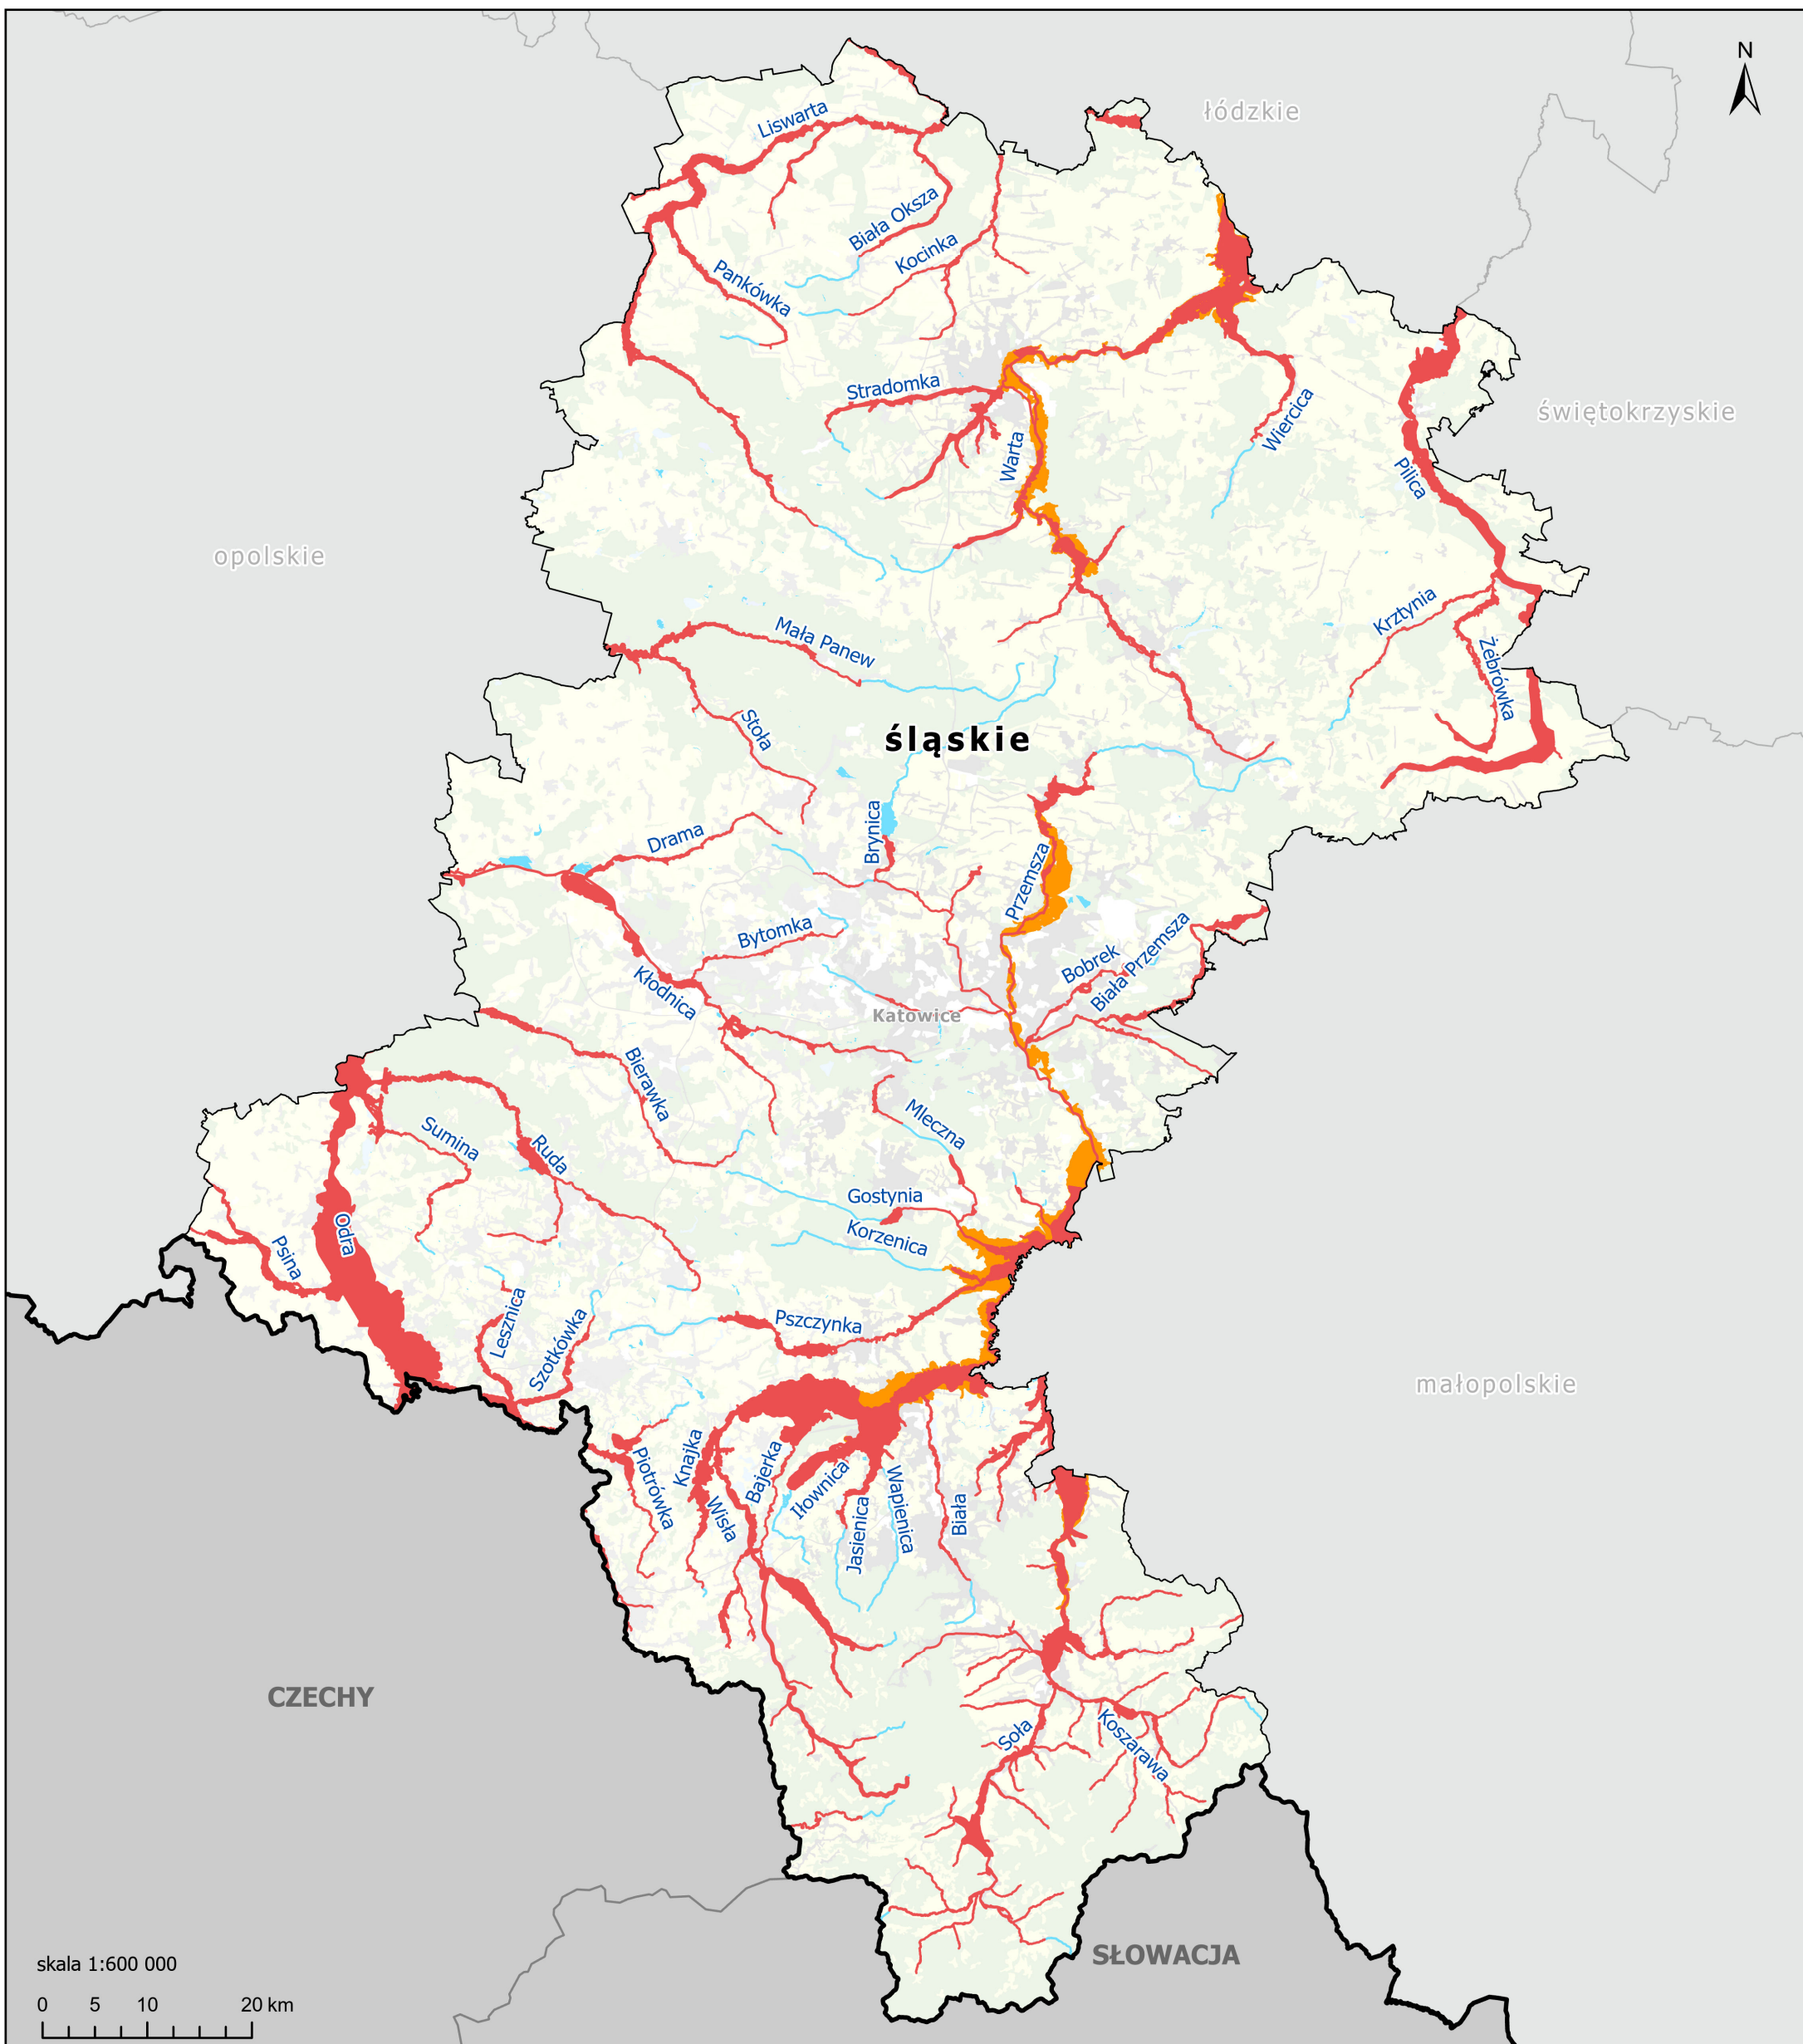 N
łódzkie
Liswarta
Biała Oksza
Kocinka
Pankówka
Stradomka
Warta
Wiercica
świętokrzyskie
Pilica
opolskie
Krztynia
Mała Panew
Żebrówka
Stoła
śląskie
Brynica
Drama
Przemsza
Bytomka
Bobrek
Biała Przemsza
Kłodnica
Katowice
Bierawka
Mleczna
Sumina
Ruda
Gostynia
Odra
Korzenica
Psina
Lesznica
Szotkówka
Pszczynka
małopolskie
Knajka
Piotrówka
Bajerka
Iłownica
Wapienica
Wisła
Jasienica
Biała
CZECHY
Soła
Koszarawa
SŁOWACJA
skala 1:600 000
0 5 10 20 km